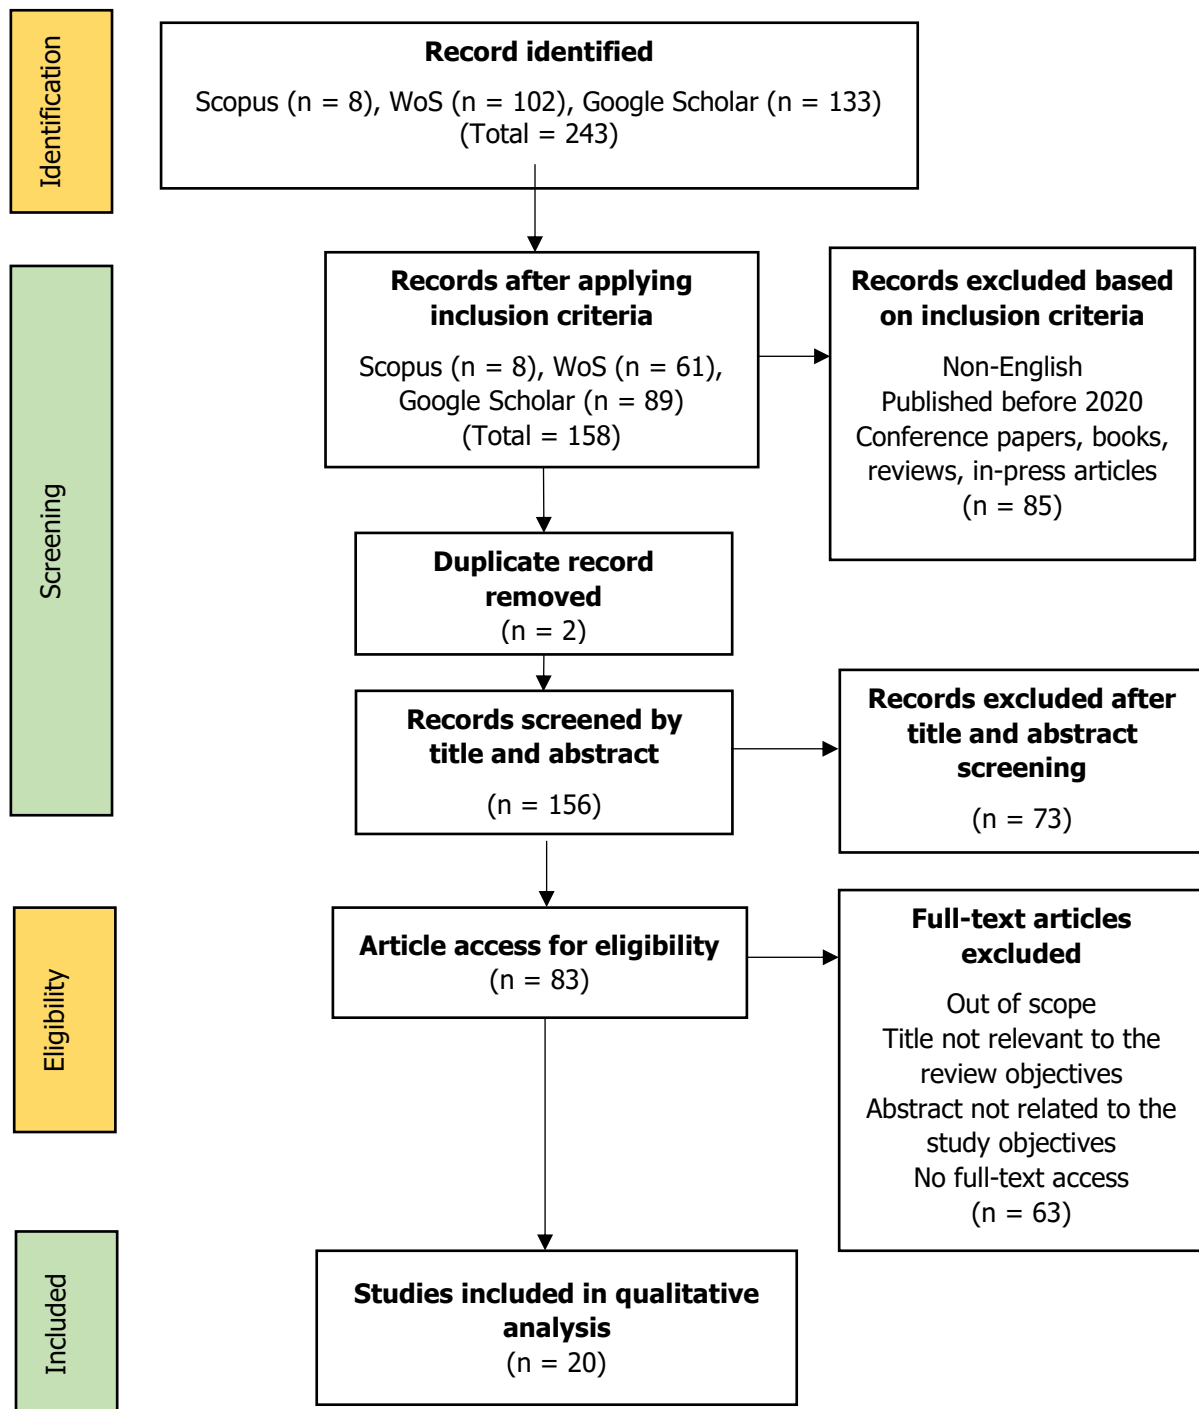 Identification
Record identified
Scopus (n = 8), WoS (n = 102), Google Scholar (n = 133)
(Total = 243)
Screening
Records after applying
inclusion criteria
Scopus (n = 8), WoS (n = 61),
Google Scholar (n = 89)
(Total = 158)
Records excluded based
on inclusion criteria
Non-English
Published before 2020
Conference papers, books,
reviews, in-press articles
(n = 85)
Duplicate record
removed
(n = 2)
Records screened by
title and abstract
(n = 156)
Records excluded after
title and abstract
screening
(n = 73)
Eligibility
Article access for eligibility
(n = 83)
Full-text articles
excluded
Out of scope
Title not relevant to the
review objectives
Abstract not related to the
study objectives
No full-text access
(n = 63)
Included
Studies included in qualitative
analysis
(n = 20)